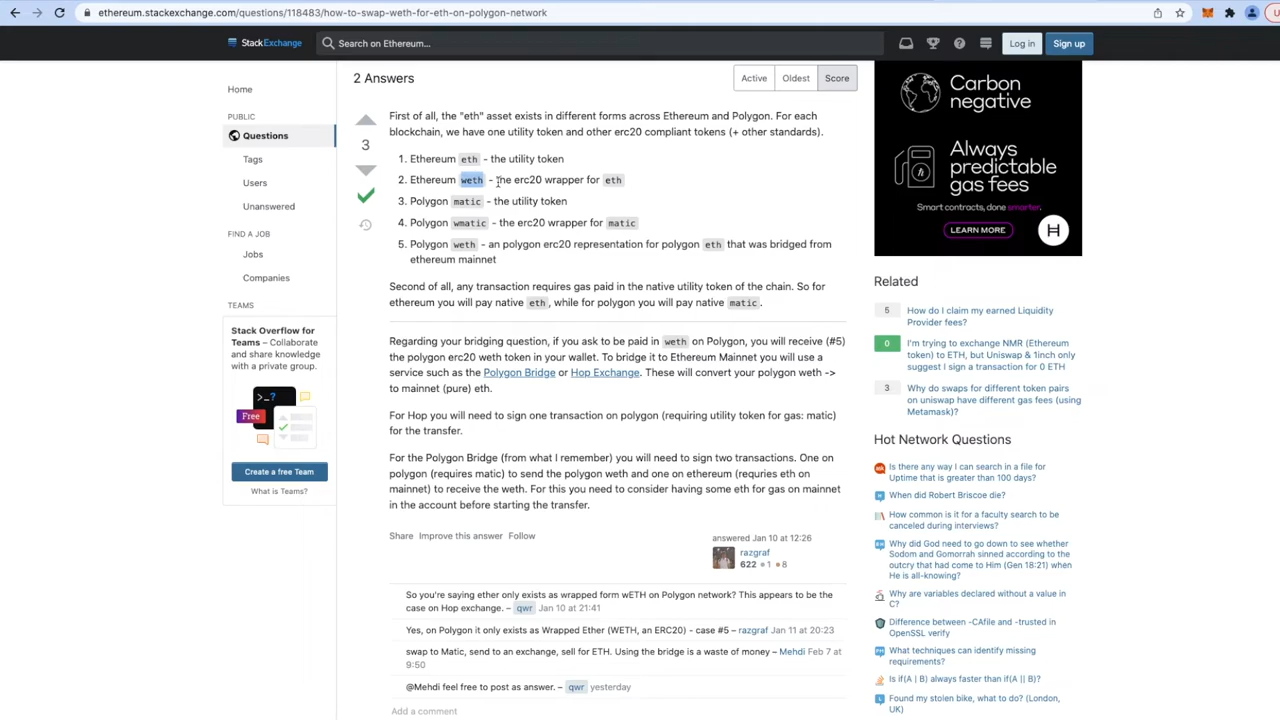 ethereum.stackexchange.com/questions/118483/how-to-swap-weth-for-eth-on-polygon-network
StackExchange
Search on Ethereum…
Log in
Sign up
Home
PUBLIC
Questions
Tags
Users
Unanswered
FIND A JOB
Jobs
Companies
TEAMS
Stack Overflow for
Teams – Collaborate
and share knowledge
with a private group.
>_?
Free
Create a free Team
What is Teams?
2 Answers
Active
Oldest
Score
3
First of all, the "eth" asset exists in different forms across Ethereum and Polygon. For each
blockchain, we have one utility token and other erc20 compliant tokens (+ other standards).
1. Ethereum eth - the utility token
2. Ethereum weth - the erc20 wrapper for eth
3. Polygon matic - the utility token
4. Polygon wmatic - the erc20 wrapper for matic
5. Polygon weth - an polygon erc20 representation for polygon eth that was bridged from
ethereum mainnet
Second of all, any transaction requires gas paid in the native utility token of the chain. So for
ethereum you will pay native eth, while for polygon you will pay native matic.
Regarding your bridging question, if you ask to be paid in weth on Polygon, you will receive (#5)
the polygon erc20 weth token in your wallet. To bridge it to Ethereum Mainnet you will use a
service such as the Polygon Bridge or Hop Exchange. These will convert your polygon weth ->
to mainnet (pure) eth.
For Hop you will need to sign one transaction on polygon (requiring utility token for gas: matic)
for the transfer.
For the Polygon Bridge (from what I remember) you will need to sign two transactions. One on
polygon (requires matic) to send the polygon weth and one on ethereum (requries eth on
mainnet) to receive the weth. For this you need to consider having some eth for gas on mainnet
in the account before starting the transfer.
Share Improve this answer Follow
answered Jan 10 at 12:26
razgraf
622 1 8
So you're saying ether only exists as wrapped form wETH on Polygon network? This appears to be the
case on Hop exchange. – qwr Jan 10 at 21:41
Yes, on Polygon it only exists as Wrapped Ether (WETH, an ERC20) - case #5 – razgraf Jan 11 at 20:23
swap to Matic, send to an exchange, sell for ETH. Using the bridge is a waste of money – Mehdi Feb 7 at
9:50
@Mehdi feel free to post as answer. – qwr yesterday
Add a comment
Carbon
negative
Always
predictable
gas fees
Smart contracts, done smarter.
LEARN MORE
H
Related
5 How do I claim my earned Liquidity
Provider fees?
0 I'm trying to exchange NMR (Ethereum
token) to ETH, but Uniswap & 1inch only
suggest I sign a transaction for 0 ETH
3 Why do swaps for different token pairs
on uniswap have different gas fees (using
Metamask)?
Hot Network Questions
Is there any way I can search in a file for
Uptime that is greater than 100 days?
When did Robert Briscoe die?
How common is it for a faculty search to be
canceled during interviews?
Why did God need to go down to see whether
Sodom and Gomorrah sinned according to the
outcry that had come to Him (Gen 18:21) when
He is all-knowing?
Why are variables declared without a value in
C?
Difference between -CAfile and -trusted in
OpenSSL verify
What techniques can identify missing
requirements?
Is if(A | B) always faster than if(A || B)?
Found my stolen bike, what to do? (London,
UK)